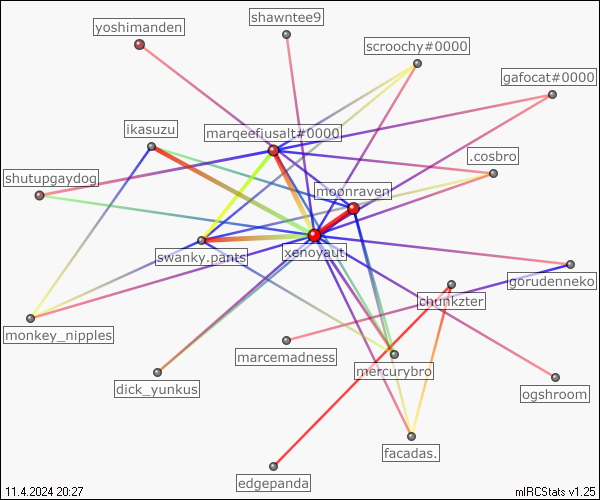 shawntee9
yoshimanden
scroochy#0000
gafocat#0000
ikasuzu
marqeefjusalt#0000
.cosbro
shutupgaydog
moonraven
xenoyaut
swanky.pants
gorudenneko
chunkzter
monkey_nipples
marcemadness
mercurybro
dick_yunkus
ogshroom
facadas.
edgepanda
11.4.2024 20:27
mIRCStats v1.25